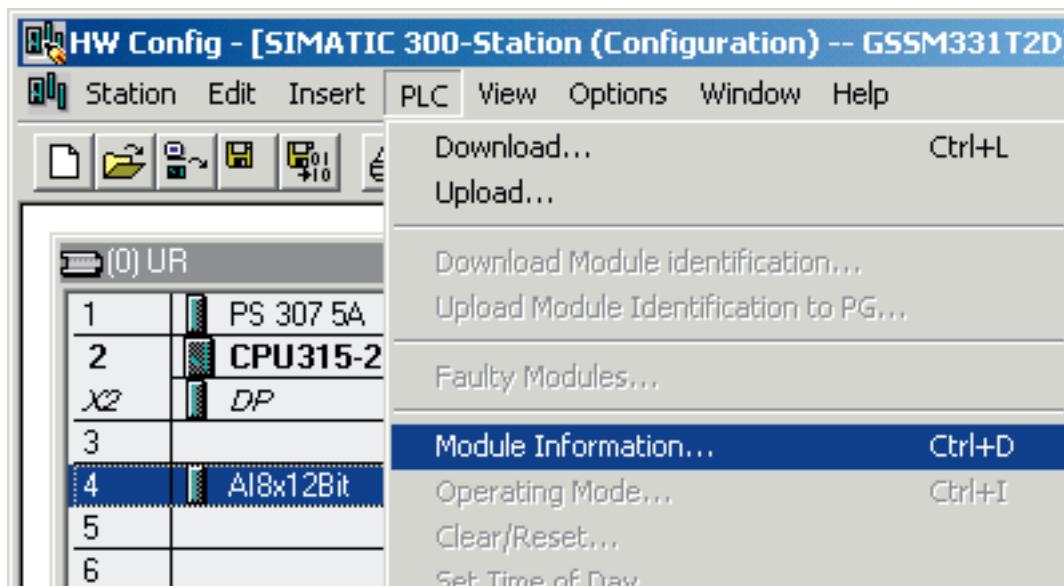 HW Config - [SIMATIC 300-Station (Configuration) -- GSSM331T2D
Station Edit Insert PLC View Options Window Help
Download... Ctrl+L
Upload...
Download Module identification...
Upload Module Identification to PG...
Faulty Modules...
Module Information... Ctrl+D
Operating Mode... Ctrl+I
Clear/Reset...
Set Time of Day
(0) UR
1 PS 307 5A
2 CPU315-2
X2 DP
3
4 AI8x12Bit
5
6